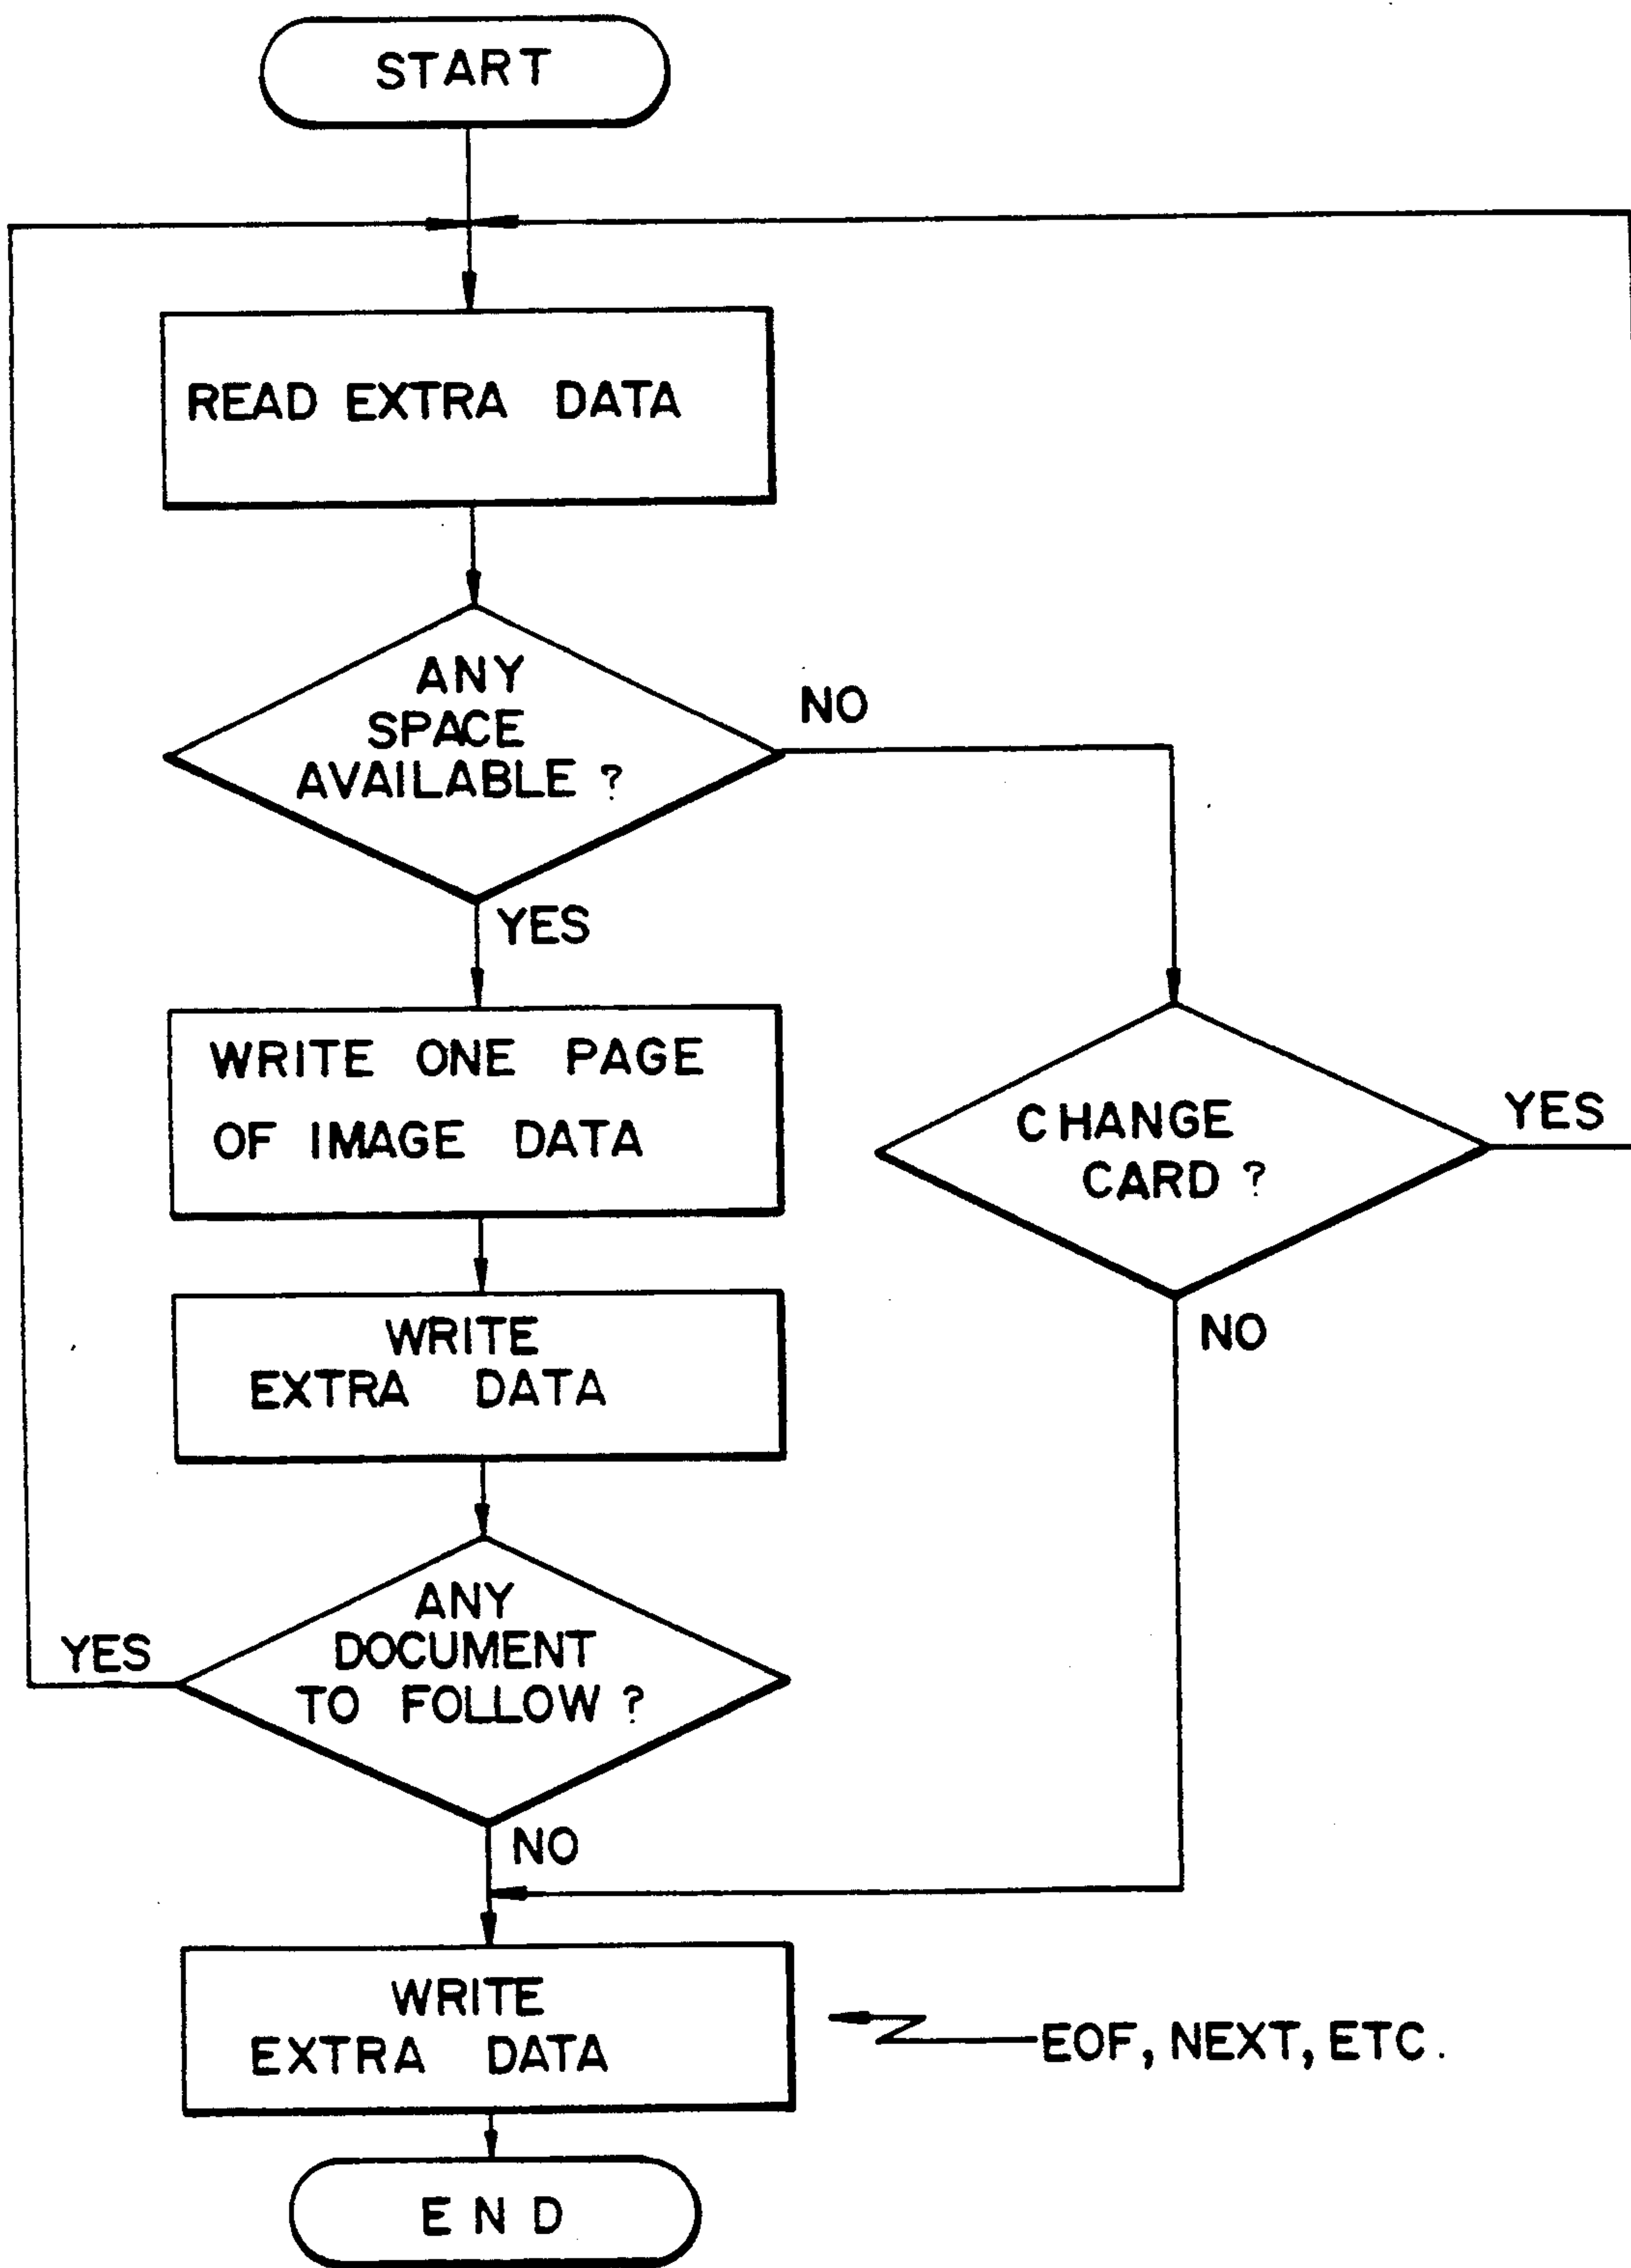 START
READ EXTRA DATA
ANY
SPACE
AVAILABLE ?
NO
YES
WRITE ONE PAGE
OF IMAGE DATA
CHANGE
CARD ?
YES
NO
WRITE
EXTRA DATA
ANY
DOCUMENT
TO FOLLOW ?
YES
NO
WRITE
EXTRA DATA
EOF, NEXT, ETC.
END